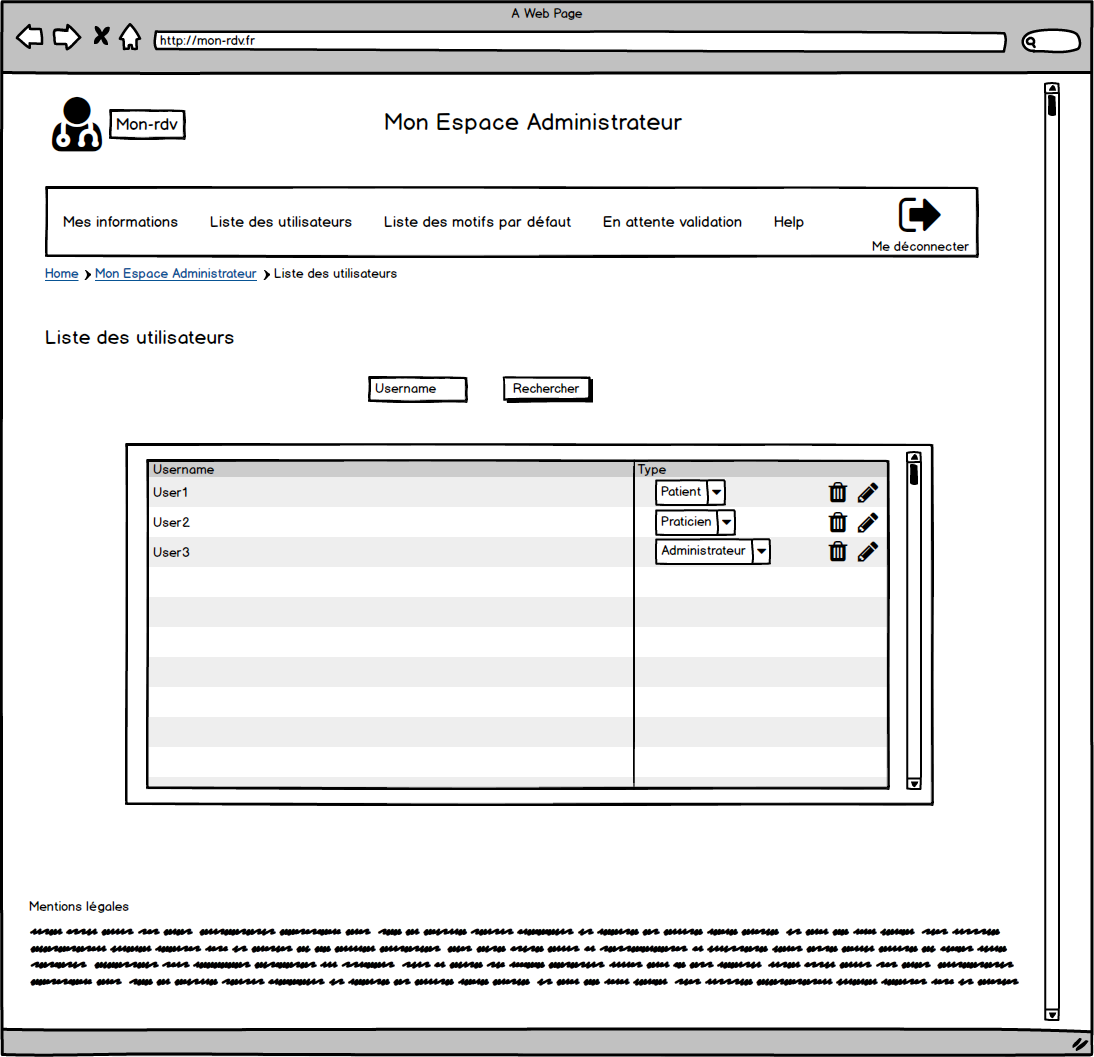 A Web Page
http://mon-rdv.fr
Mon-rdv
Mon Espace Administrateur
Mes informations Liste des utilisateurs Liste des motifs par défaut En attente validation Help
Me déconnecter
Home Mon Espace Administrateur Liste des utilisateurs
Liste des utilisateurs
Username Rechercher
Username Type
User1 Patient
User2 Praticien
User3 Administrateur
Mentions légales